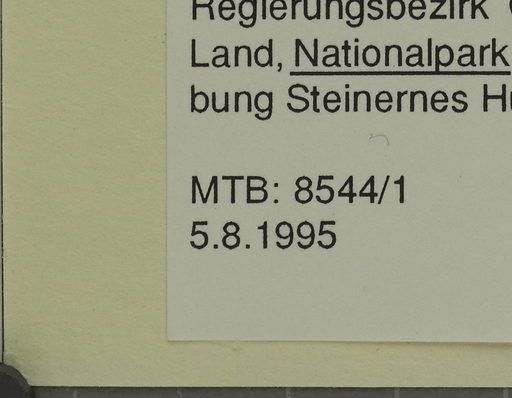 Regierungsbezirk
Land, Nationalpark
bung Steinernes
MTB: 8544/1
5.8.1995